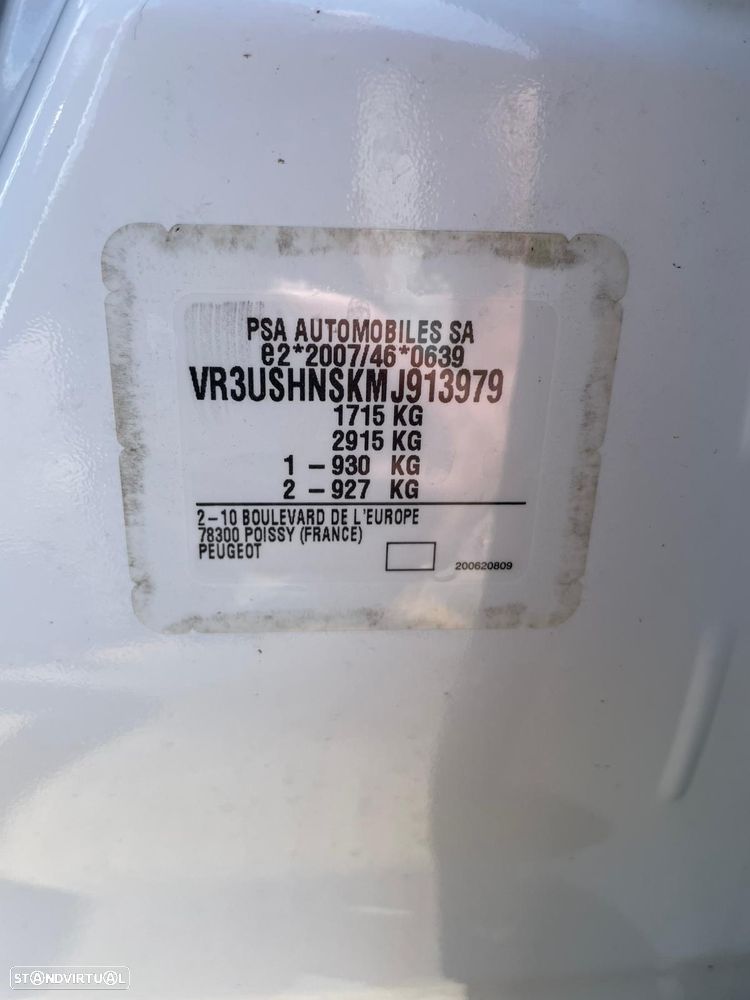 PSA AUTOMOBILES SA
e2*2007/46*0639
VR3USHNSKMJ913979
1715 KG
2915 KG
1 – 930 KG
2 – 927 KG
2–10 BOULEVARD DE L'EUROPE
78300 POISSY (FRANCE)
PEUGEOT
200620809
STANDVIRTUAL